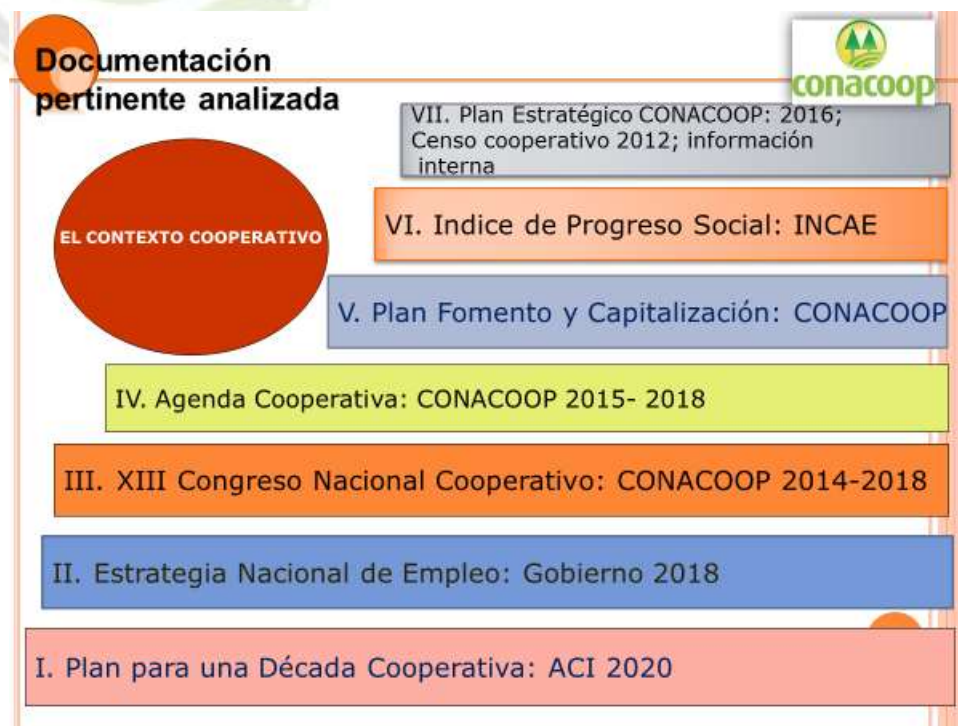 Documentación
pertinente analizada
conacoop
VII. Plan Estratégico CONACOOP: 2016;
Censo cooperativo 2012; información
interna
EL CONTEXTO COOPERATIVO
VI. Indice de Progreso Social: INCAE
V. Plan Fomento y Capitalización: CONACOOP
IV. Agenda Cooperativa: CONACOOP 2015- 2018
III. XIII Congreso Nacional Cooperativo: CONACOOP 2014-2018
II. Estrategia Nacional de Empleo: Gobierno 2018
I. Plan para una Década Cooperativa: ACI 2020